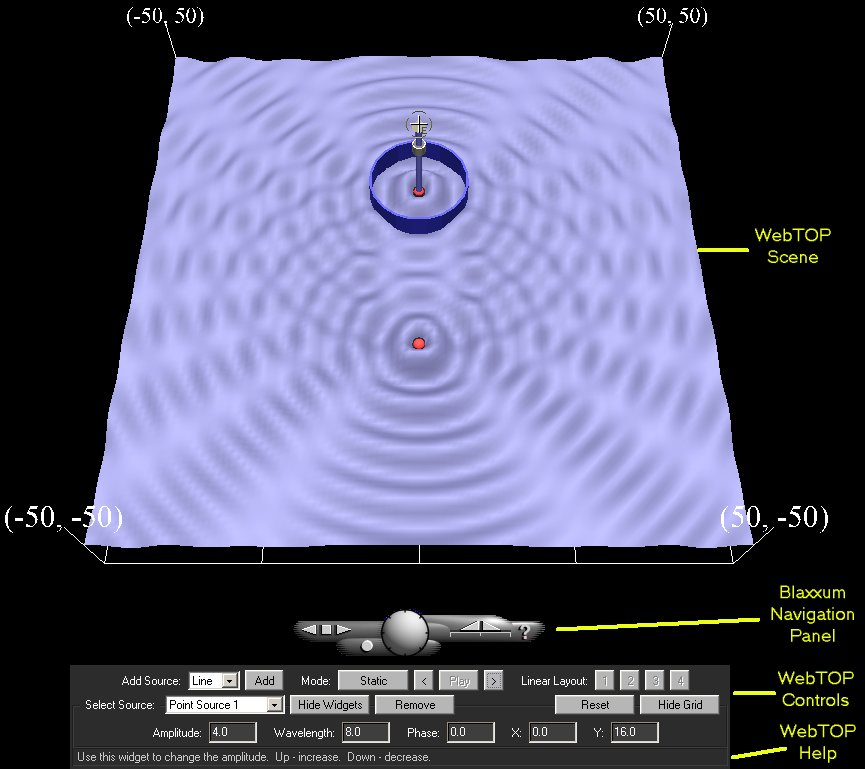 (-50, 50)
(50, 50)
WebTOP
Scene
(-50, -50)
(50, -50)
Blaxxum
Navigation
Panel
?
Add Source: Line Add Mode: Static < Play > Linear Layout: 1 2 3 4
WebTOP
Controls
Select Source: Point Source 1 Hide Widgets Remove Reset Hide Grid
Amplitude: 4.0 Wavelength: 8.0 Phase: 0.0 X: 0.0 Y: 16.0
WebTOP
Help
Use this widget to change the amplitude. Up - increase. Down - decrease.